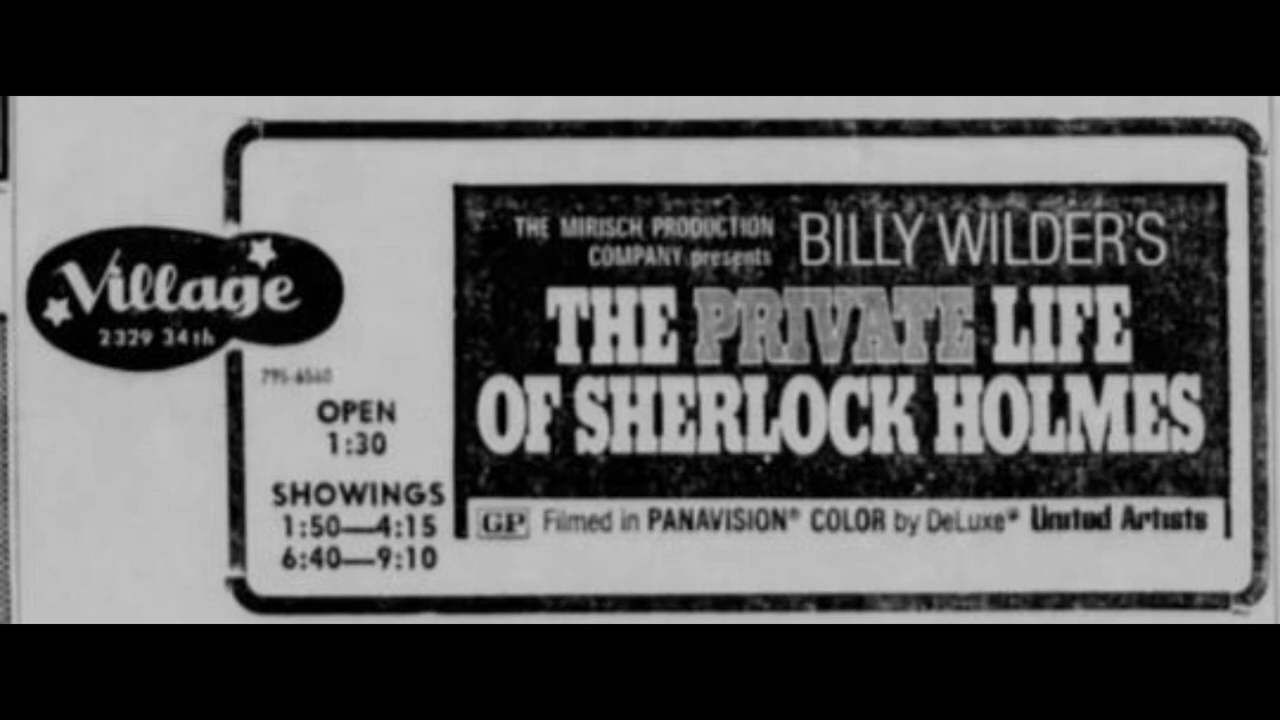 Village
2329 34th
OPEN
1:30
SHOWINGS
1:50—4:15
6:40—9:10
THE MIRISCH PRODUCTION
COMPANY presents
BILLY WILDER'S
THE PRIVATE LIFE
OF SHERLOCK HOLMES
GP Filmed in PANAVISION® COLOR by DeLuxe® United Artists